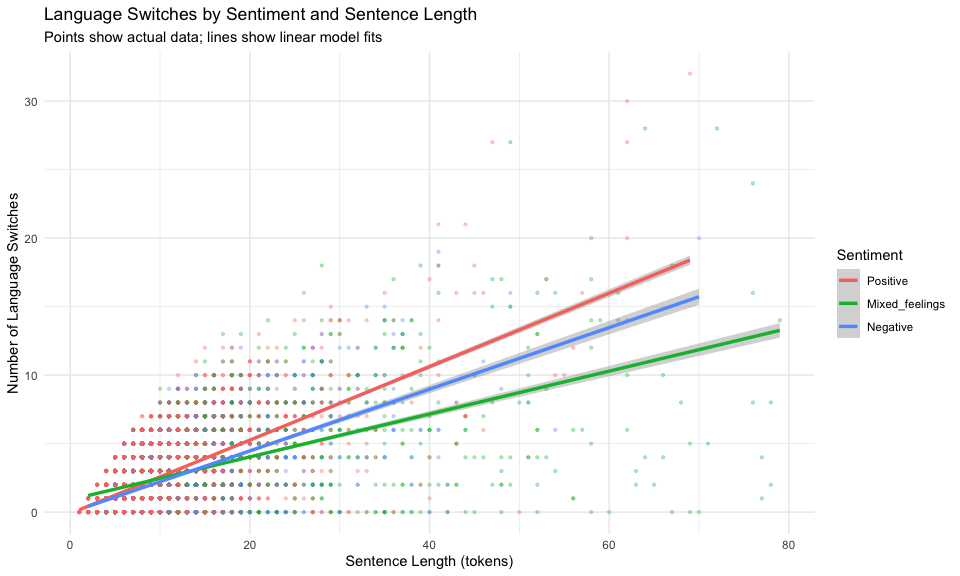 Language Switches by Sentiment and Sentence Length
Points show actual data; lines show linear model fits
Number of Language Switches
30
20
10
0
0 20 40 60 80
Sentence Length (tokens)
Sentiment
Positive
Mixed_feelings
Negative